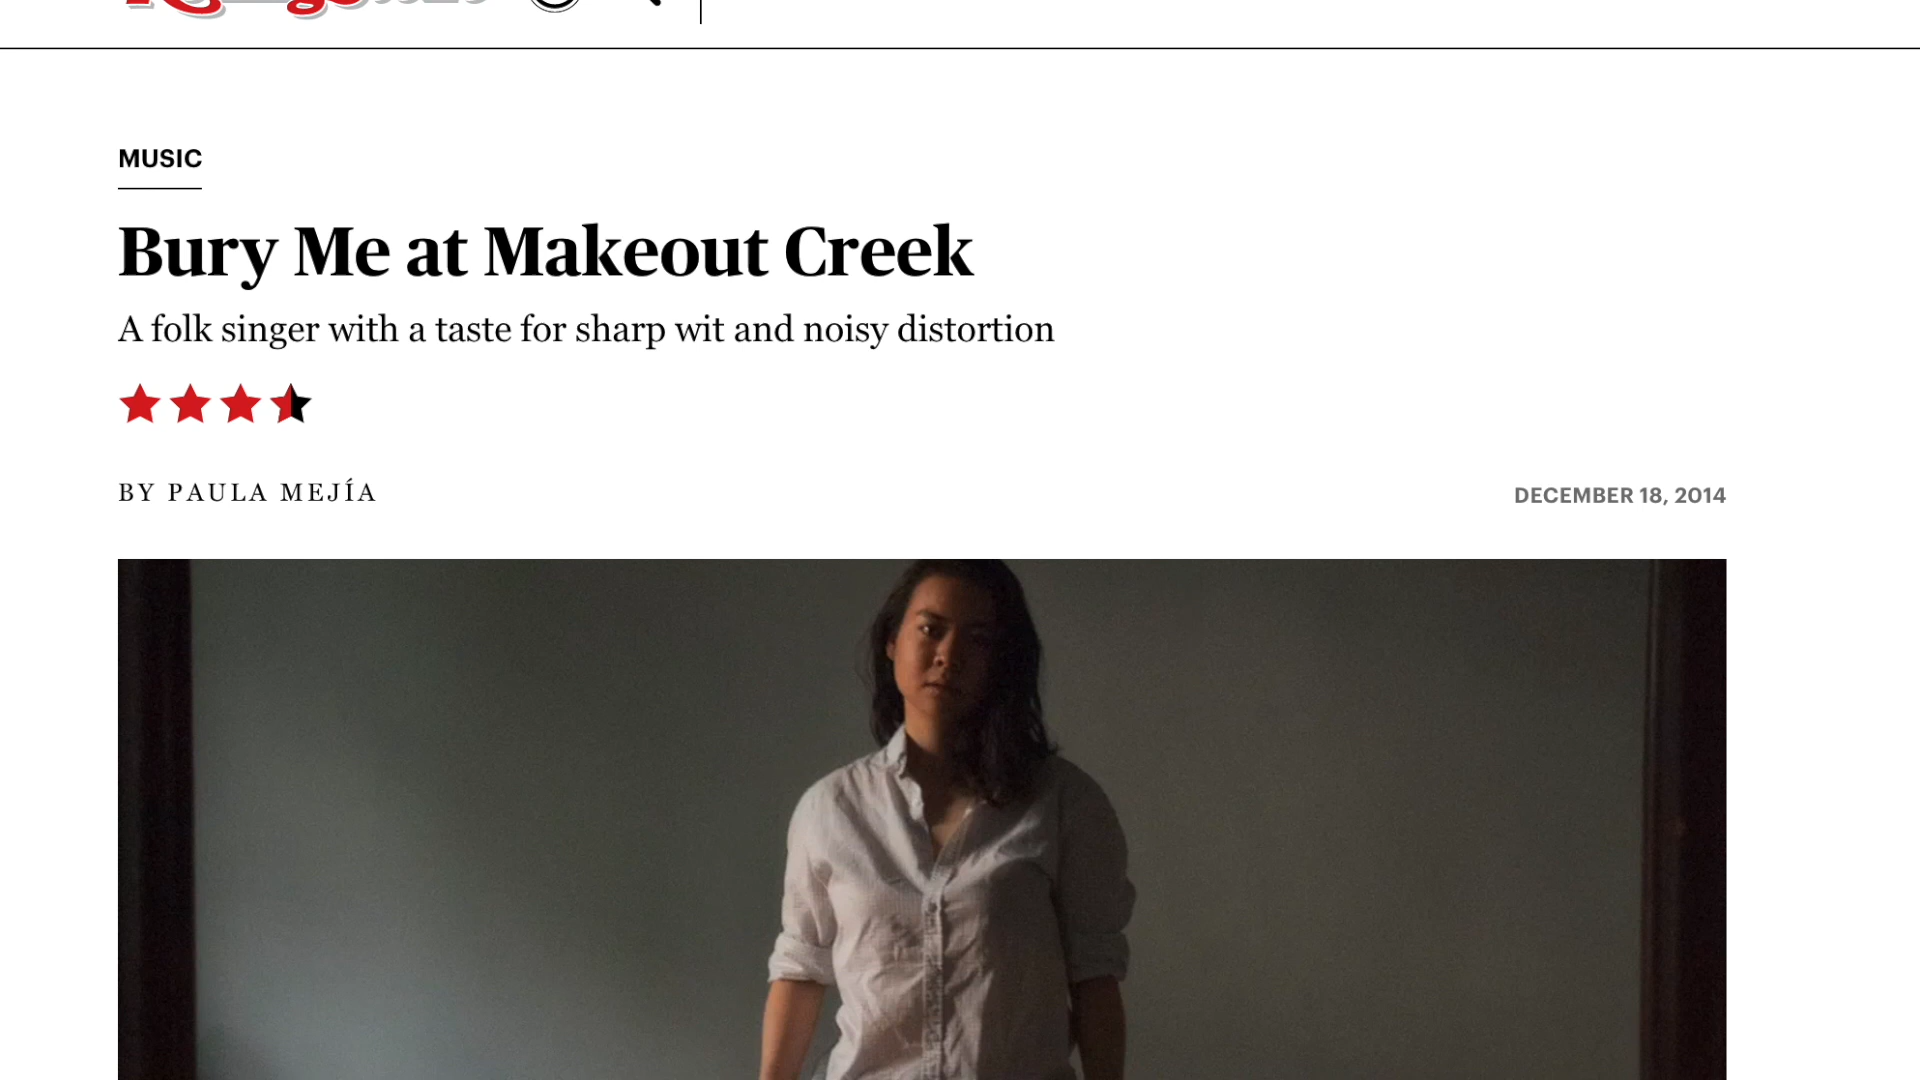 MUSIC
Bury Me at Makeout Creek
A folk singer with a taste for sharp wit and noisy distortion
BY PAULA MEJÍA
DECEMBER 18, 2014